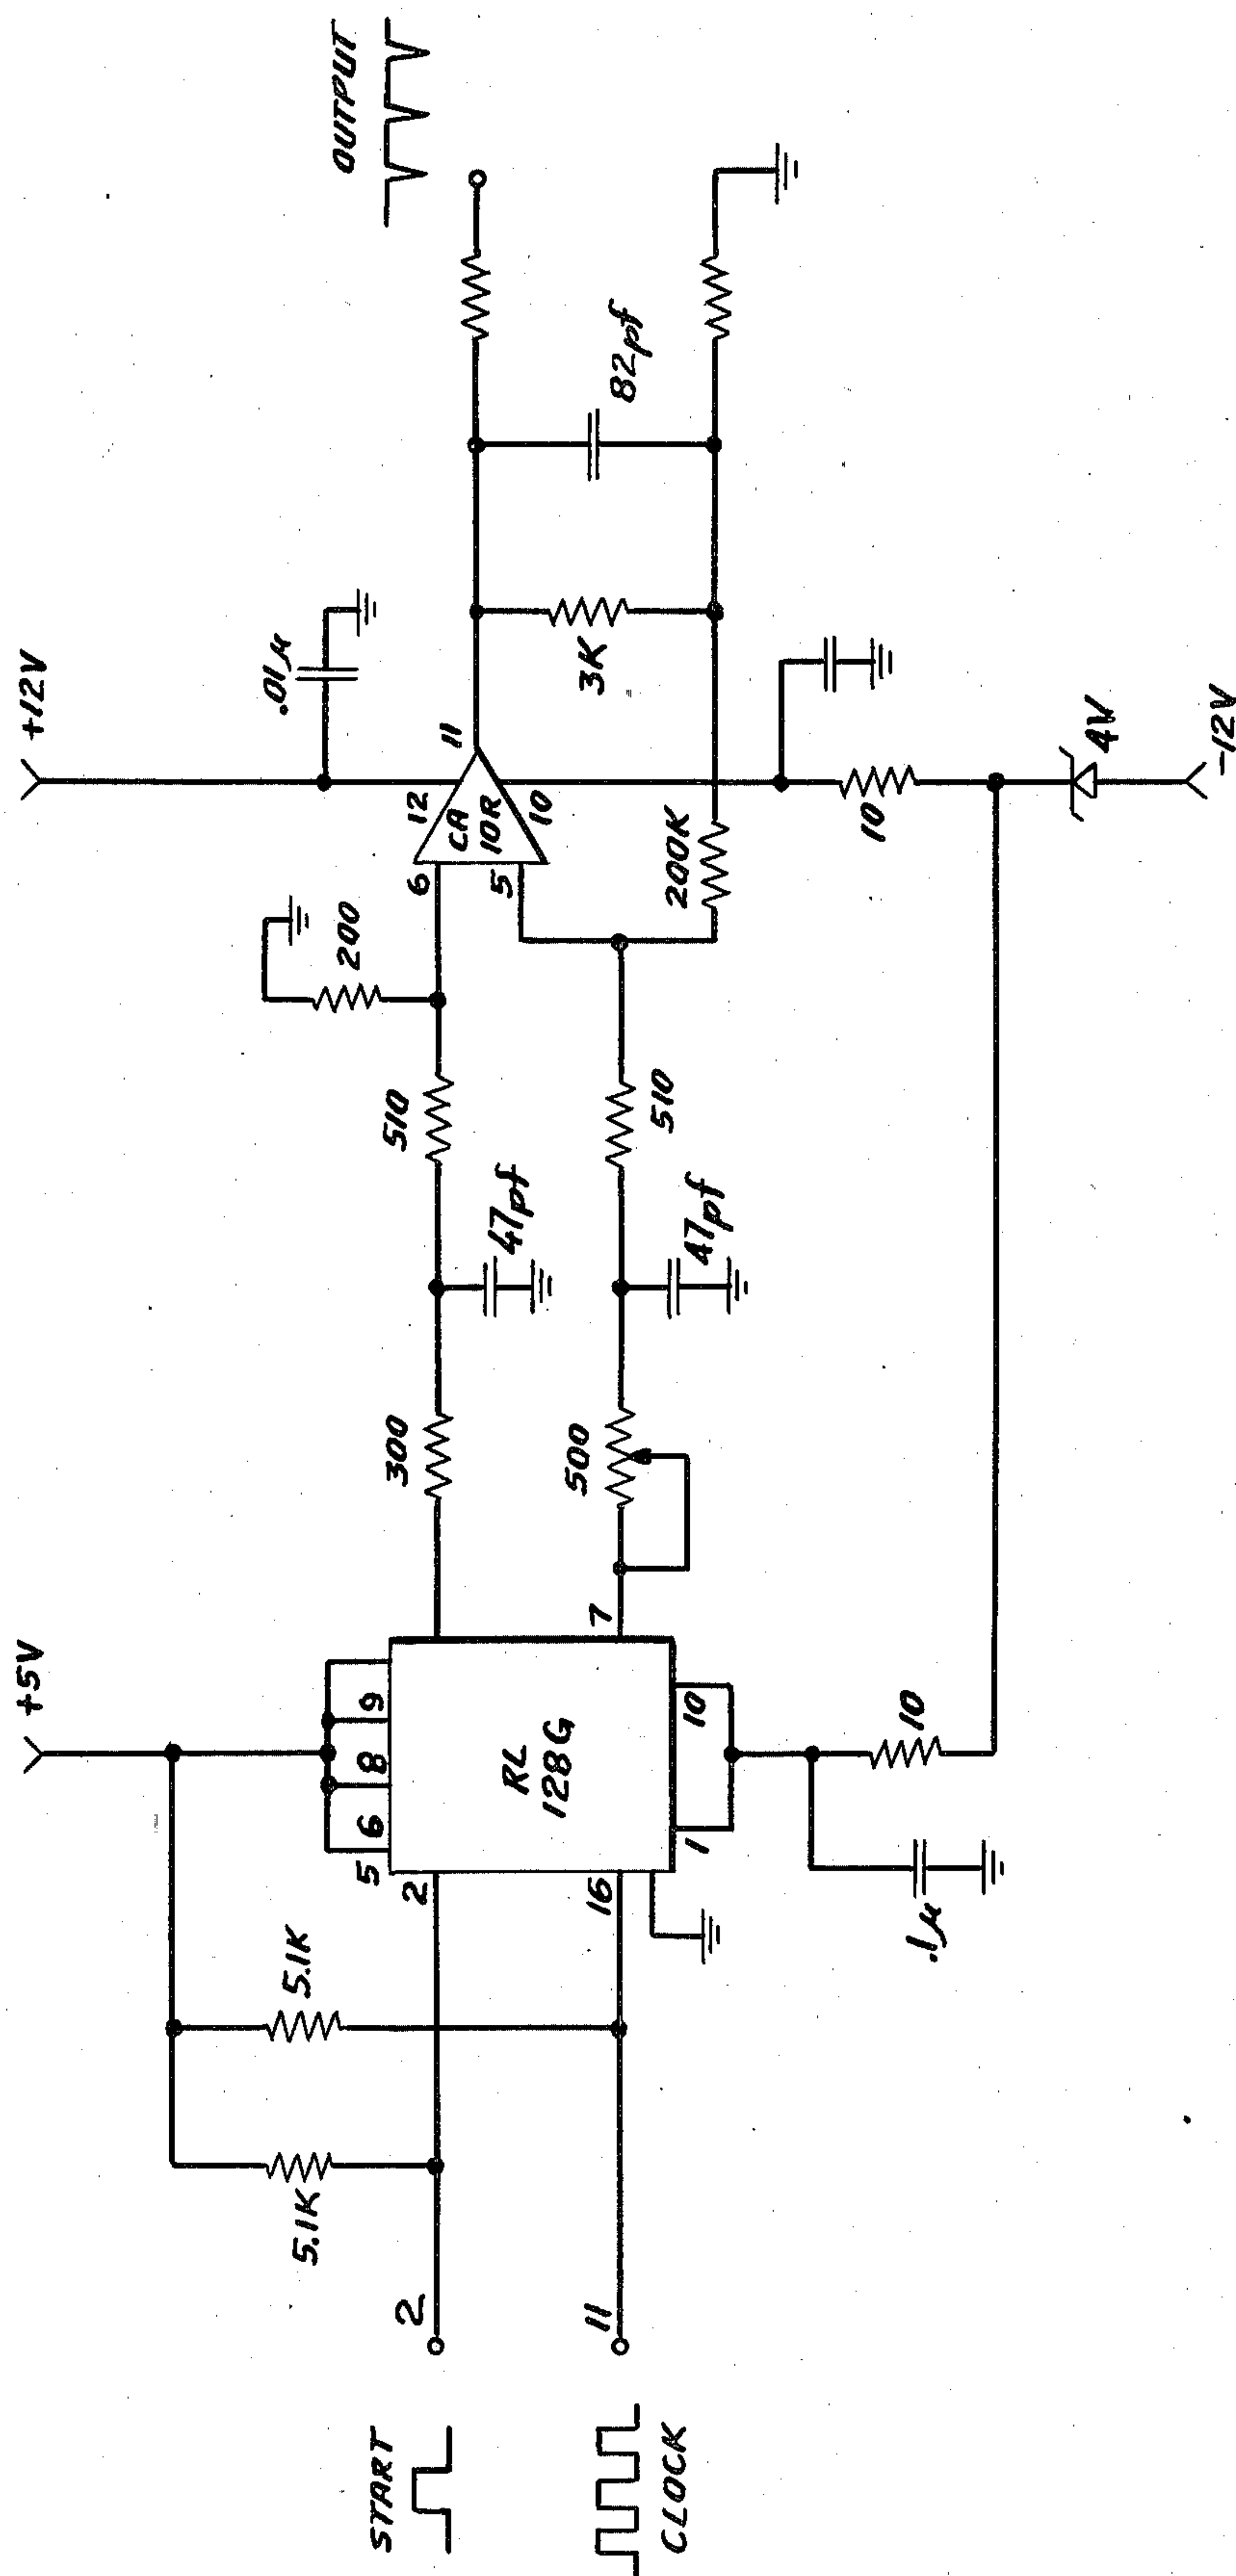 START
CLOCK
2
11
5.1K
5.1K
+5V
5
6
8
9
2
16
RL
128G
7
1
10
.1μ
10
300
500
47pf
47pf
510
510
200
6
5
CA
10R
12
10
11
+12V
.01μ
200K
3K
82pf
10
4V
-12V
OUTPUT